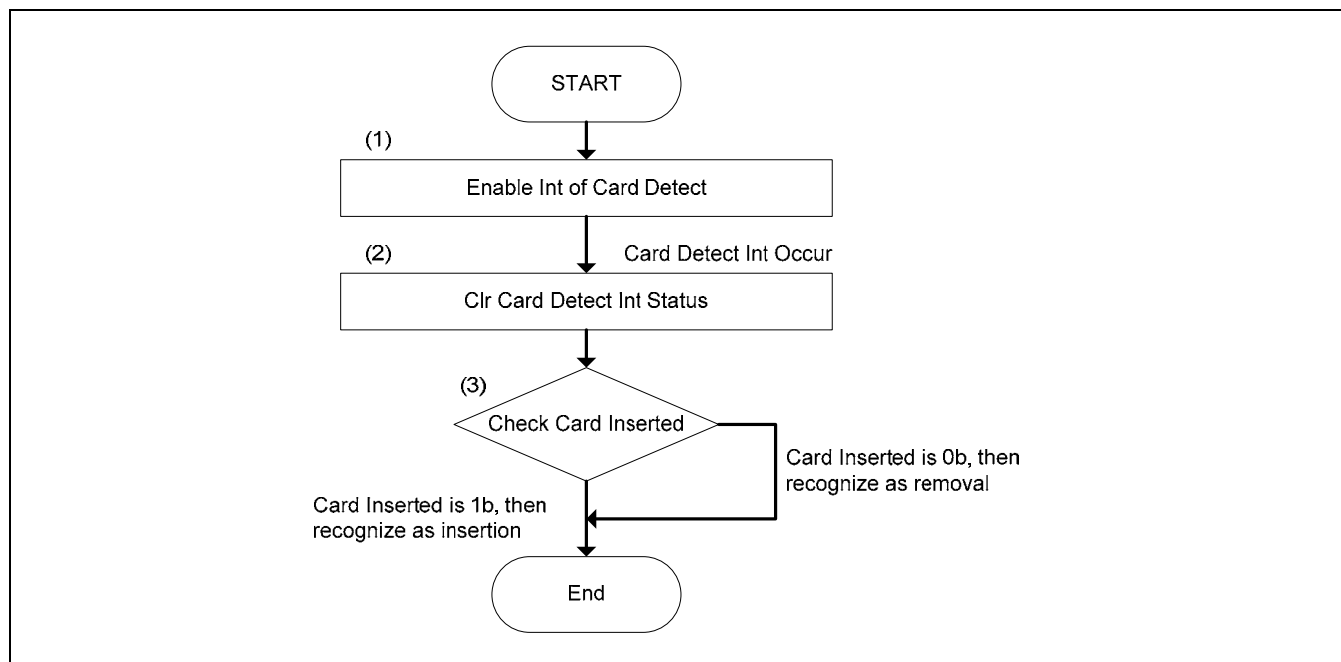 START
(1)
Enable Int of Card Detect
Card Detect Int Occur
(2)
Clr Card Detect Int Status
(3)
Check Card Inserted
Card Inserted is 0b, then
recognize as removal
Card Inserted is 1b, then
recognize as insertion
End